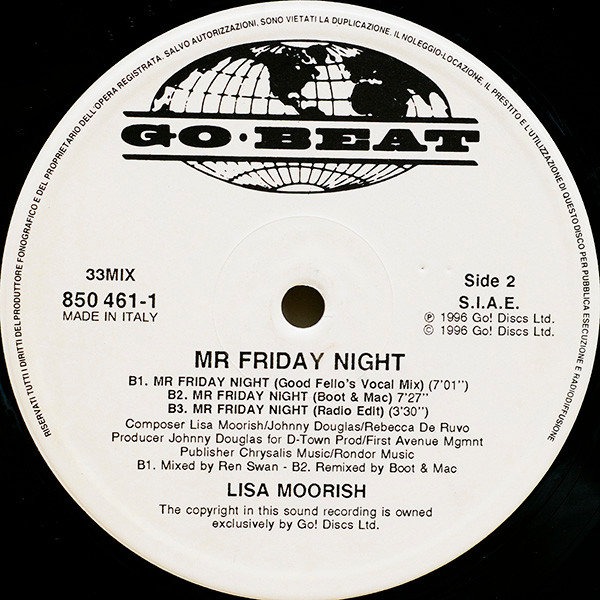 RISERVATI TUTTI I DIRITTI DEL PRODUTTORE FONOGRAFICO E DEL PROPRIETARIO DELL'OPERA REGISTRATA. SALVO AUTORIZZAZIONI, SONO VIETATI LA DUPLICAZIONE. IL NOLEGGIO-LOCAZIONE, IL PRESTITO E L'UTILIZZAZIONE DI QUESTO DISCO PER PUBBLICA ESECUZIONE E RADIODIFFUSIONE
GO·BEAT
33MIX
850 461-1
MADE IN ITALY
Side 2
S.I.A.E.
℗ 1996 Go! Discs Ltd.
© 1996 Go! Discs Ltd.
MR FRIDAY NIGHT
B1. MR FRIDAY NIGHT (Good Fello's Vocal Mix) (7'01'')
B2. MR FRIDAY NIGHT (Boot & Mac) 7'27''
B3. MR FRIDAY NIGHT (Radio Edit) (3'30'')
Composer Lisa Moorish/Johnny Douglas/Rebecca De Ruvo
Producer Johnny Douglas for D-Town Prod/First Avenue Mgmnt
Publisher Chrysalis Music/Rondor Music
B1. Mixed by Ren Swan - B2. Remixed by Boot & Mac
LISA MOORISH
The copyright in this sound recording is owned
exclusively by Go! Discs Ltd.